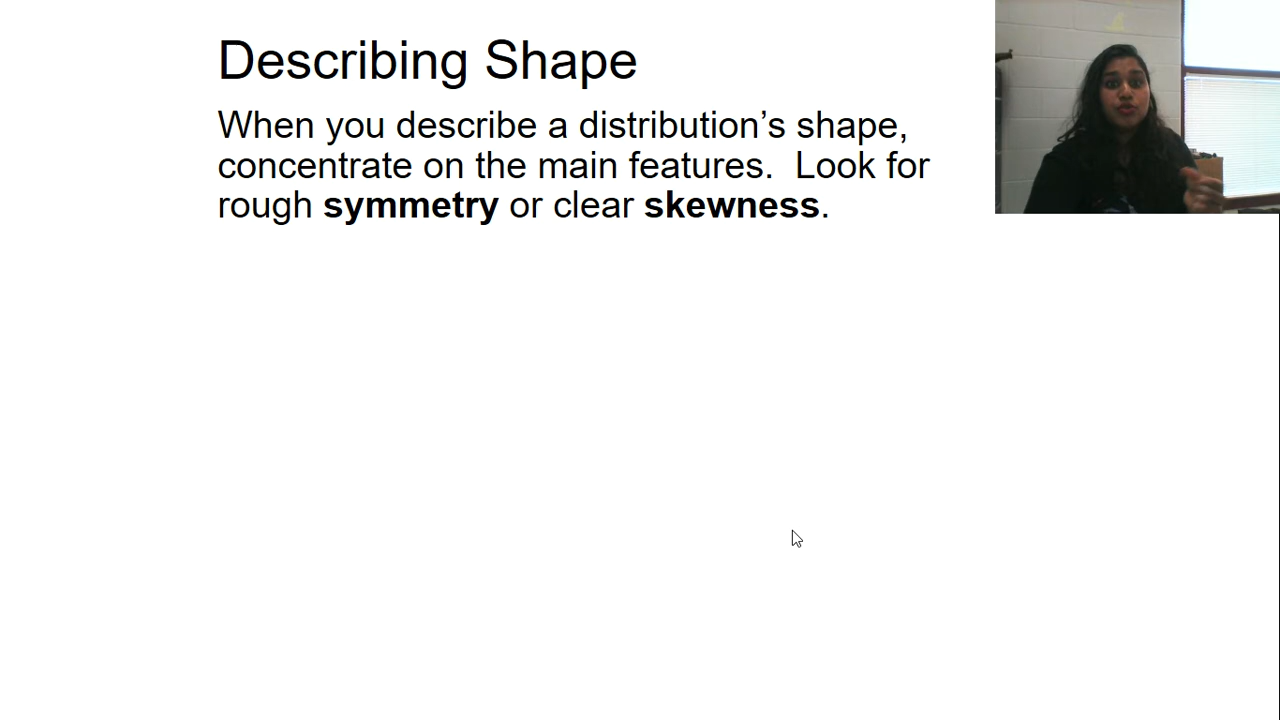 Describing Shape
When you describe a distribution’s shape,
concentrate on the main features.  Look for
rough symmetry or clear skewness.